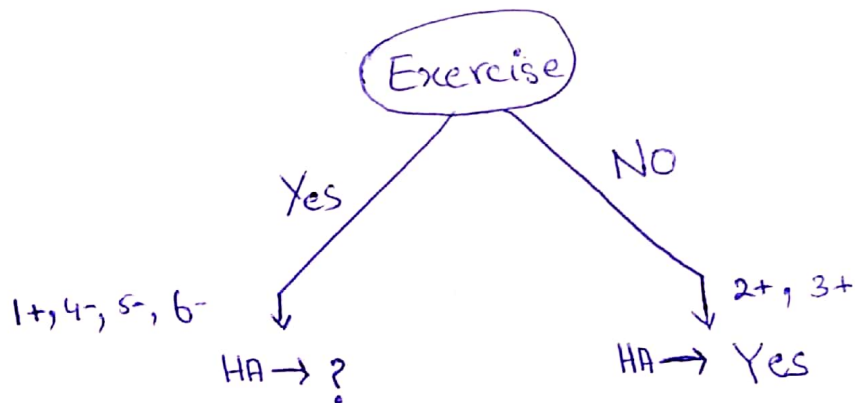 Exercise
Yes
NO
1+, 4-, 5-, 6-
2+, 3+
HA → ?
HA → Yes